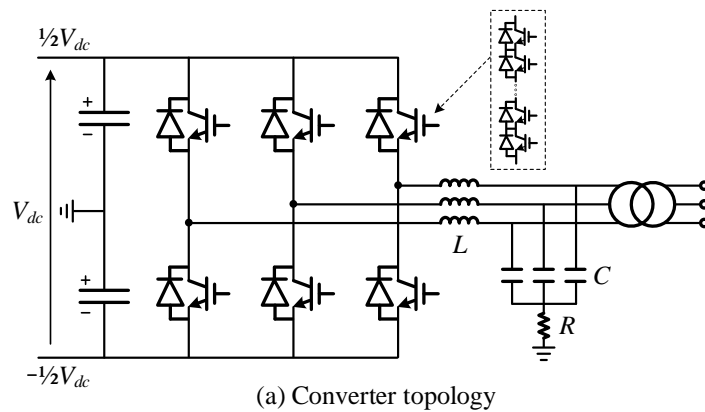 ½V_dc
+
−
V_dc
+
−
−½V_dc
L
C
R
(a) Converter topology